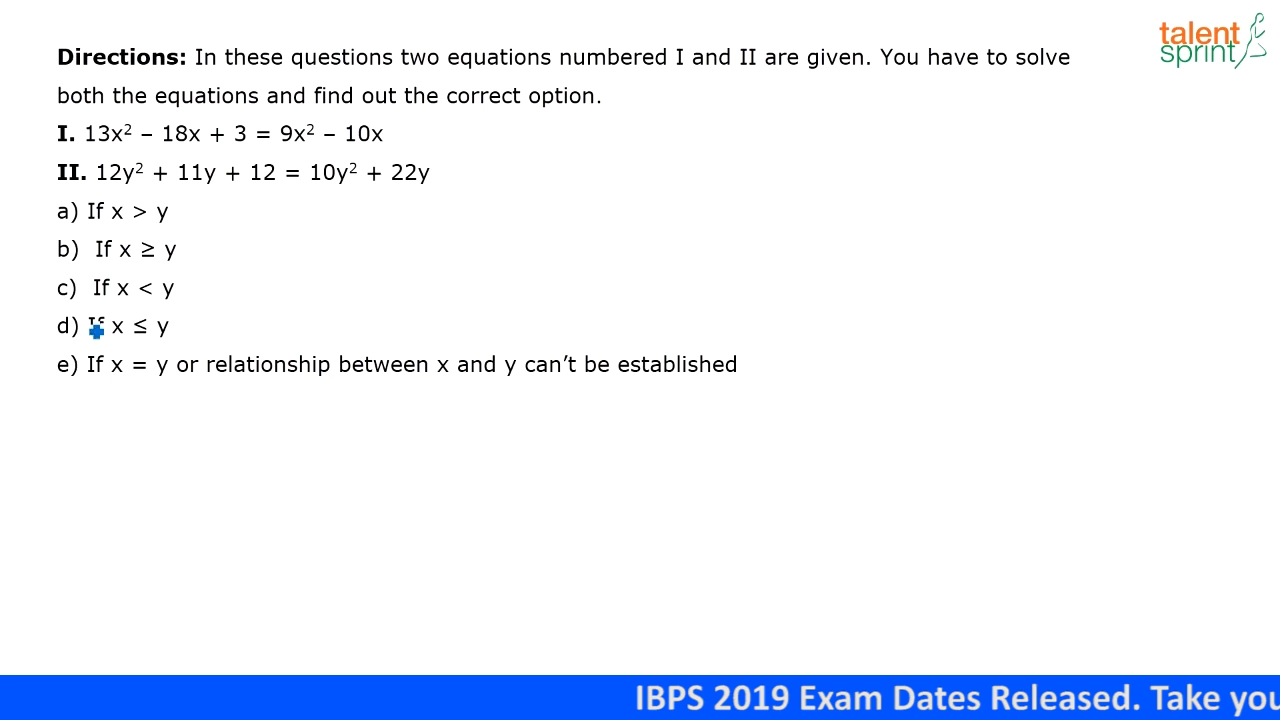 talent
sprint
Directions: In these questions two equations numbered I and II are given. You have to solve
both the equations and find out the correct option.
I. 13x² – 18x + 3 = 9x² – 10x
II. 12y² + 11y + 12 = 10y² + 22y
a) If x > y
b) If x ≥ y
c) If x < y
d) If x ≤ y
e) If x = y or relationship between x and y can’t be established
IBPS 2019 Exam Dates Released. Take you